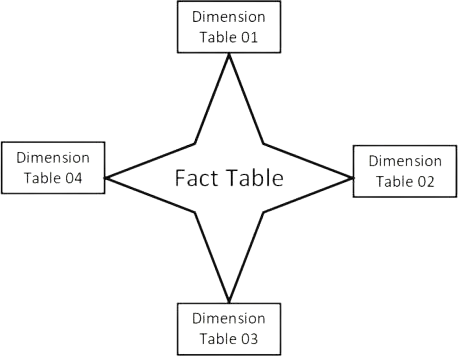 Dimension
Table 01
Dimension
Table 04
Fact Table
Dimension
Table 02
Dimension
Table 03